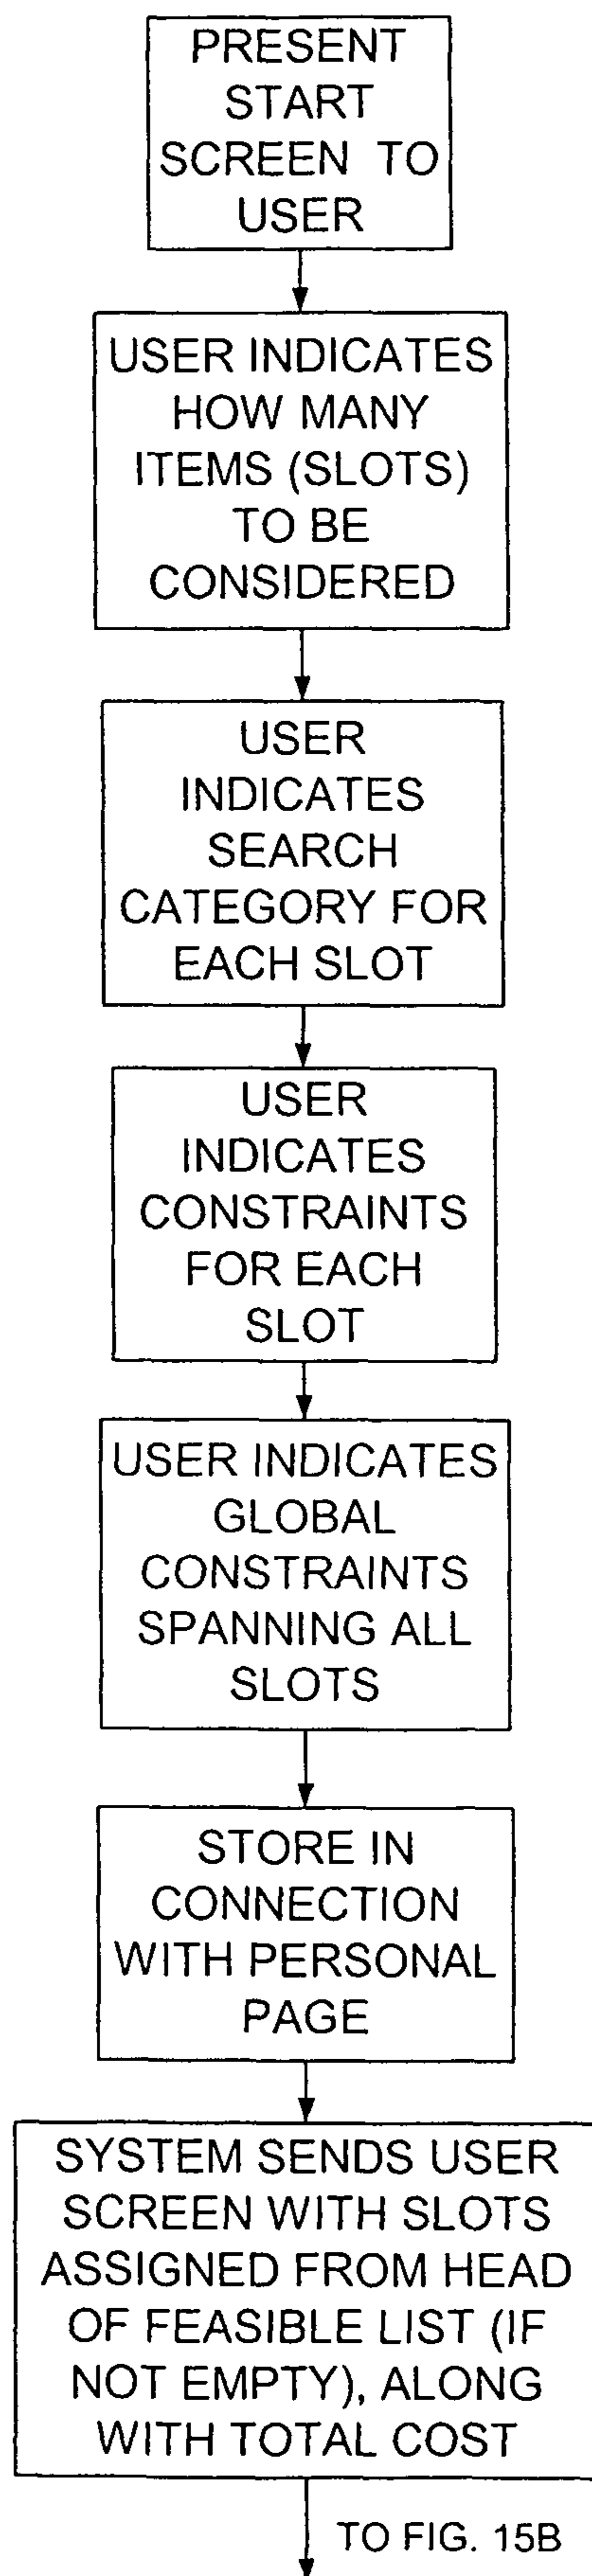 PRESENT
START
SCREEN TO
USER
USER INDICATES
HOW MANY
ITEMS (SLOTS)
TO BE
CONSIDERED
USER
INDICATES
SEARCH
CATEGORY FOR
EACH SLOT
USER
INDICATES
CONSTRAINTS
FOR EACH
SLOT
USER INDICATES
GLOBAL
CONSTRAINTS
SPANNING ALL
SLOTS
STORE IN
CONNECTION
WITH PERSONAL
PAGE
SYSTEM SENDS USER
SCREEN WITH SLOTS
ASSIGNED FROM HEAD
OF FEASIBLE LIST (IF
NOT EMPTY), ALONG
WITH TOTAL COST
TO FIG. 15B